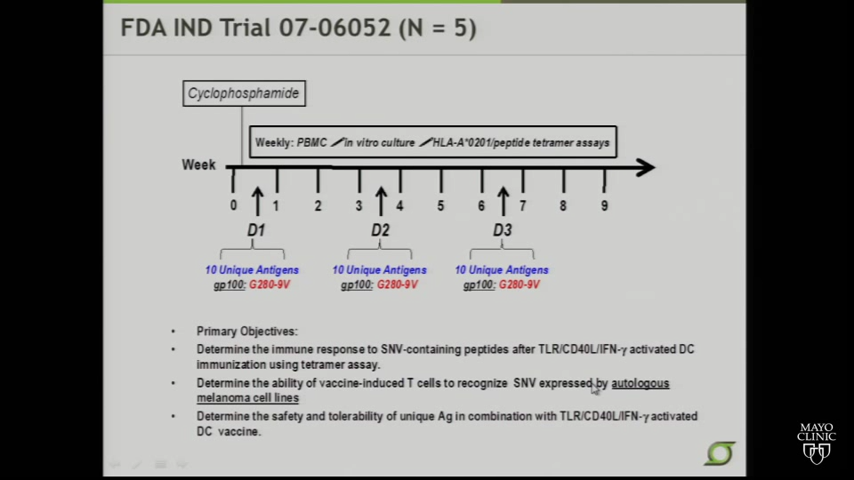 FDA IND Trial 07-06052 (N = 5)
Cyclophosphamide
Weekly: PBMC / In vitro culture / HLA-A*0201/peptide tetramer assays
Week
0 1 2 3 4 5 6 7 8 9
D1 D2 D3
10 Unique Antigens 10 Unique Antigens 10 Unique Antigens
gp100: G280-9V gp100: G280-9V gp100: G280-9V
• Primary Objectives:
• Determine the immune response to SNV-containing peptides after TLR/CD40L/IFN-γ activated DC
immunization using tetramer assay.
• Determine the ability of vaccine-induced T cells to recognize SNV expressed by autologous
melanoma cell lines
• Determine the safety and tolerability of unique Ag in combination with TLR/CD40L/IFN-γ activated
DC vaccine.
MAYO
CLINIC